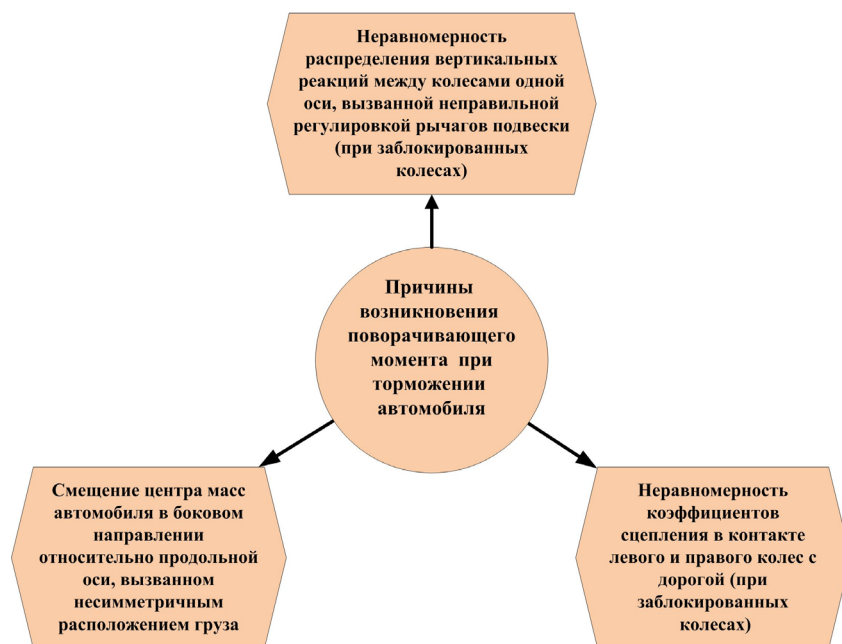 Неравномерность
распределения вертикальных
реакций между колесами одной
оси, вызванной неправильной
регулировкой рычагов подвески
(при заблокированных
колесах)
Причины
возникновения
поворачивающего
момента при
торможении
автомобиля
Смещение центра масс
автомобиля в боковом
направлении
относительно продольной
оси, вызванном
несимметричным
расположением груза
Неравномерность
коэффициентов
сцепления в контакте
левого и правого колес с
дорогой (при
заблокированных
колесах)